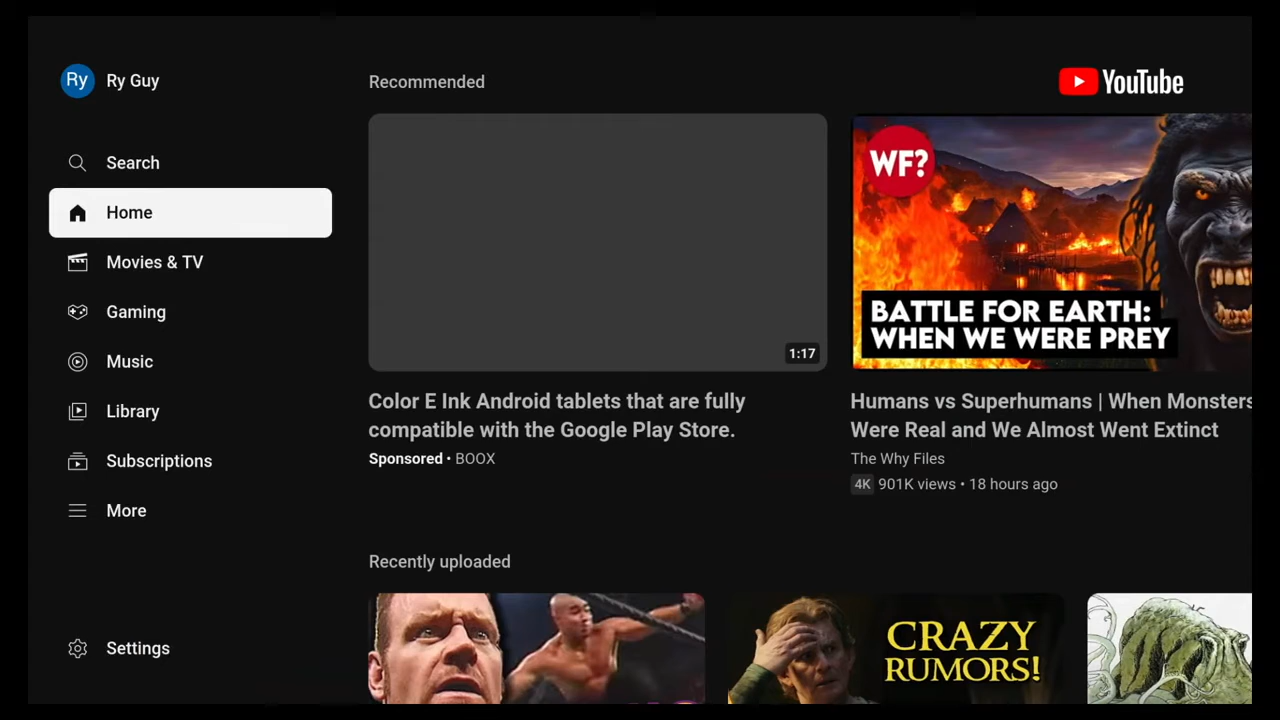 Ry
Ry Guy
Search
Home
Movies & TV
Gaming
Music
Library
Subscriptions
More
Settings
Recommended
YouTube
1:17
Color E Ink Android tablets that are fully
compatible with the Google Play Store.
Sponsored • BOOX
WF?
BATTLE FOR EARTH:
WHEN WE WERE PREY
Humans vs Superhumans | When Monsters
Were Real and We Almost Went Extinct
The Why Files
4K 901K views • 18 hours ago
Recently uploaded
CRAZY
RUMORS!